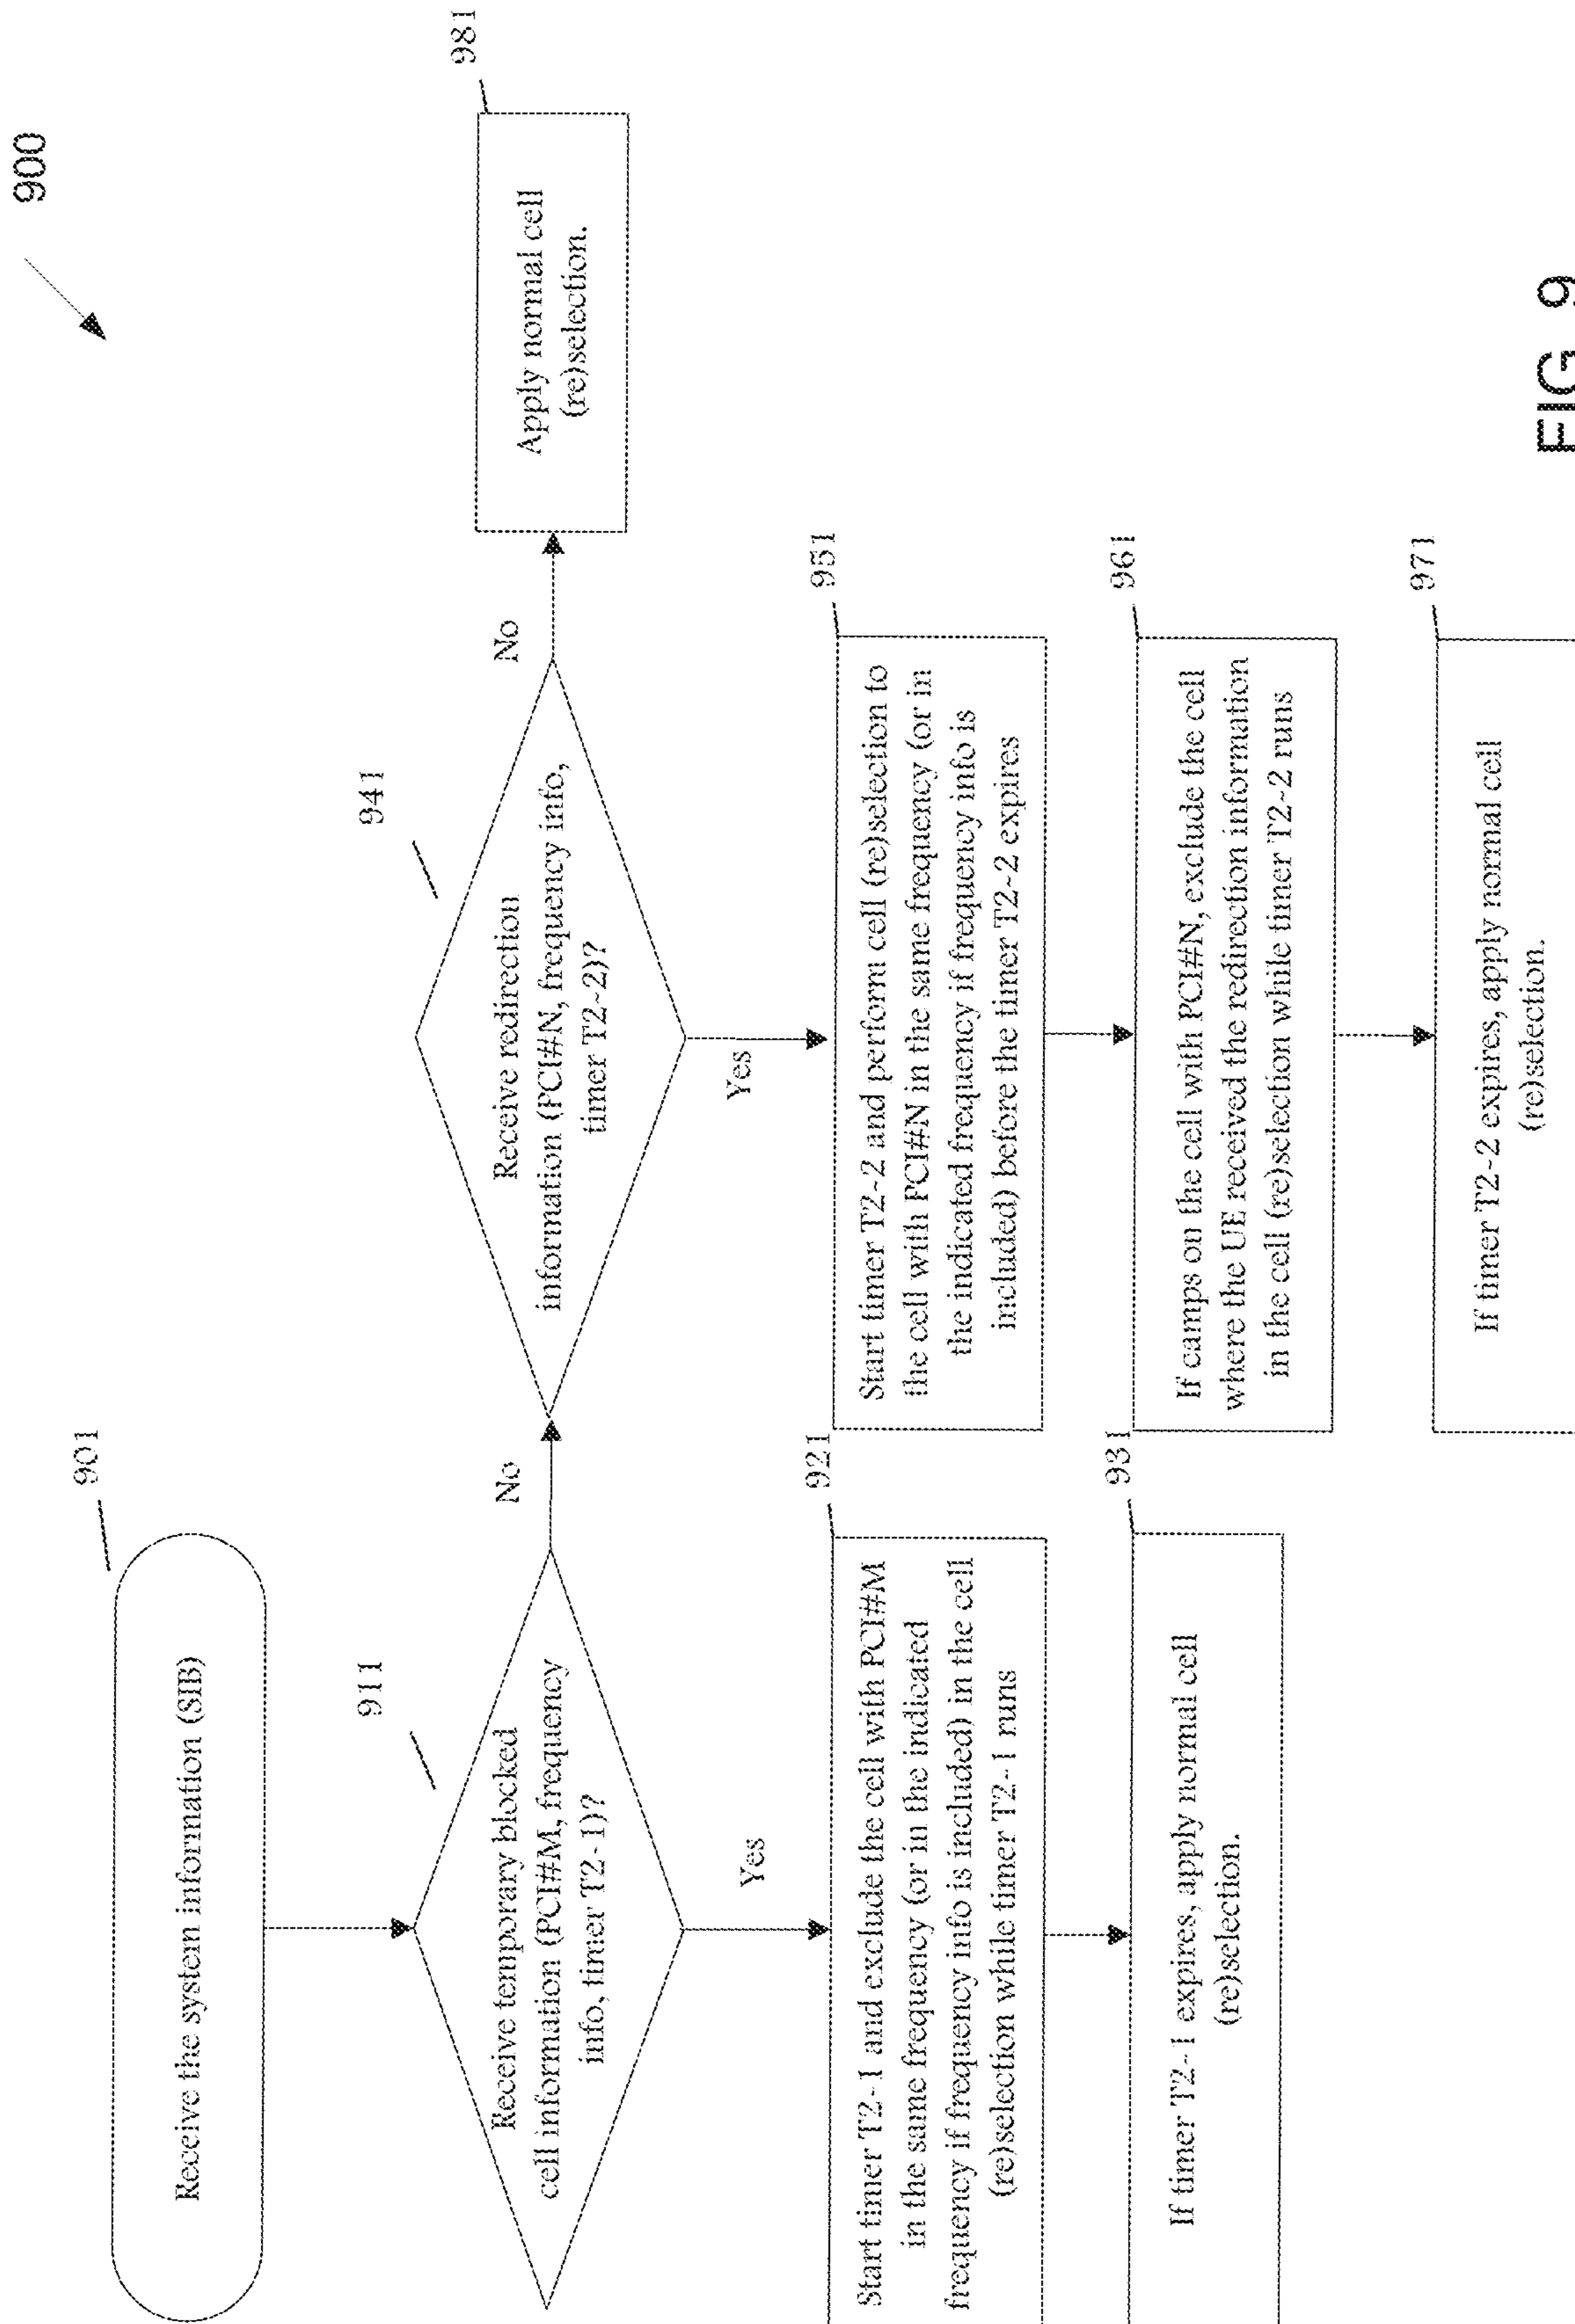 900
901
Receive the system information (SIB)
911
Receive temporary blocked
cell information (PCI#M, frequency
info, timer T2-1)?
No
Yes
921
Start timer T2-1 and exclude the cell with PCI#M
in the same frequency (or in the indicated
frequency if frequency info is included) in the cell
(re)selection while timer T2-1 runs
931
If timer T2-1 expires, apply normal cell
(re)selection.
941
Receive redirection
information (PCI#N, frequency info,
timer T2-2)?
No
Yes
951
Start timer T2-2 and perform cell (re)selection to
the cell with PCI#N in the same frequency (or in
the indicated frequency if frequency info is
included) before the timer T2-2 expires
961
If camps on the cell with PCI#N, exclude the cell
where the UE received the redirection information
in the cell (re)selection while timer T2-2 runs
971
If timer T2-2 expires, apply normal cell
(re)selection.
981
Apply normal cell
(re)selection.
FIG. 9